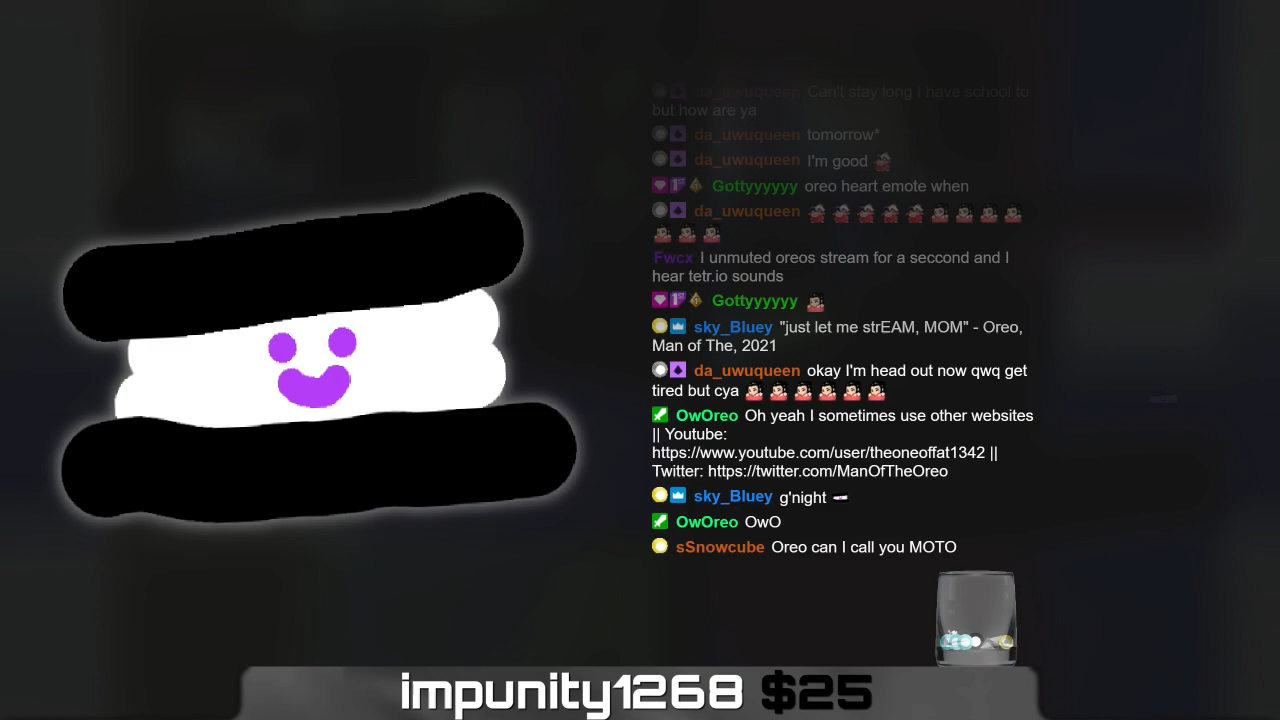 da_uwuqueen Can't stay long I have school to
but how are ya
da_uwuqueen tomorrow*
da_uwuqueen I'm good
Gottyyyyyy oreo heart emote when
da_uwuqueen
Fwcx I unmuted oreos stream for a seccond and I
hear tetr.io sounds
Gottyyyyyy
sky_Bluey "just let me strEAM, MOM" - Oreo,
Man of The, 2021
da_uwuqueen okay I'm head out now qwq get
tired but cya
OwOreo Oh yeah I sometimes use other websites
|| Youtube:
https://www.youtube.com/user/theoneoffat1342 ||
Twitter: https://twitter.com/ManOfTheOreo
sky_Bluey g'night
OwOreo OwO
sSnowcube Oreo can I call you MOTO
impunity1268 $25